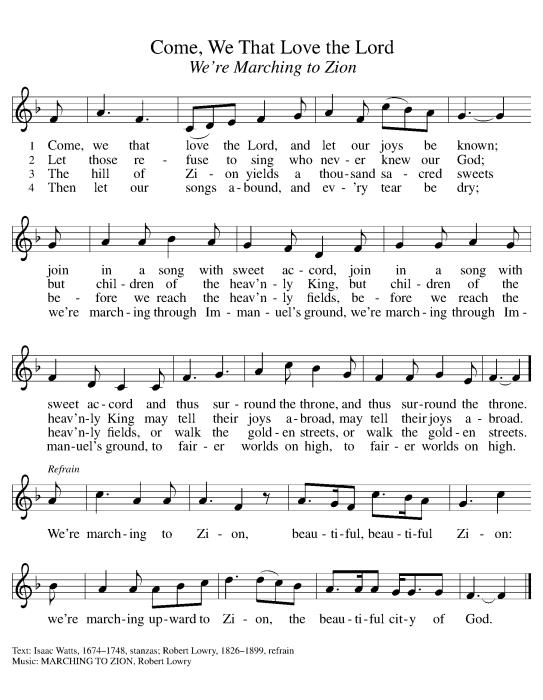 Come, We That Love the Lord
We're Marching to Zion
1 Come, we that love the Lord, and let our joys be known;
2 Let those re - fuse to sing who nev - er knew our God;
3 The hill of Zi - on yields a thou - sand sa - cred sweets
4 Then let our songs a - bound, and ev - 'ry tear be dry;
join in a song with sweet ac - cord, join in a song with
but chil - dren of the heav'n - ly King, but chil - dren of the
be - fore we reach the heav'n - ly fields, be - fore we reach the
we're march - ing through Im - man - uel's ground, we're march - ing through Im -
sweet ac - cord and thus sur - round the throne, and thus sur - round the throne.
heav'n - ly King may tell their joys a - broad, may tell their joys a - broad.
heav'n - ly fields, or walk the gold - en streets, or walk the gold - en streets.
man - uel's ground, to fair - er worlds on high, to fair - er worlds on high.
Refrain
We're march - ing to Zi - on, beau - ti - ful, beau - ti - ful Zi - on:
we're march - ing up - ward to Zi - on, the beau - ti - ful cit - y of God.
Text: Isaac Watts, 1674–1748, stanzas; Robert Lowry, 1826–1899, refrain
Music: MARCHING TO ZION, Robert Lowry